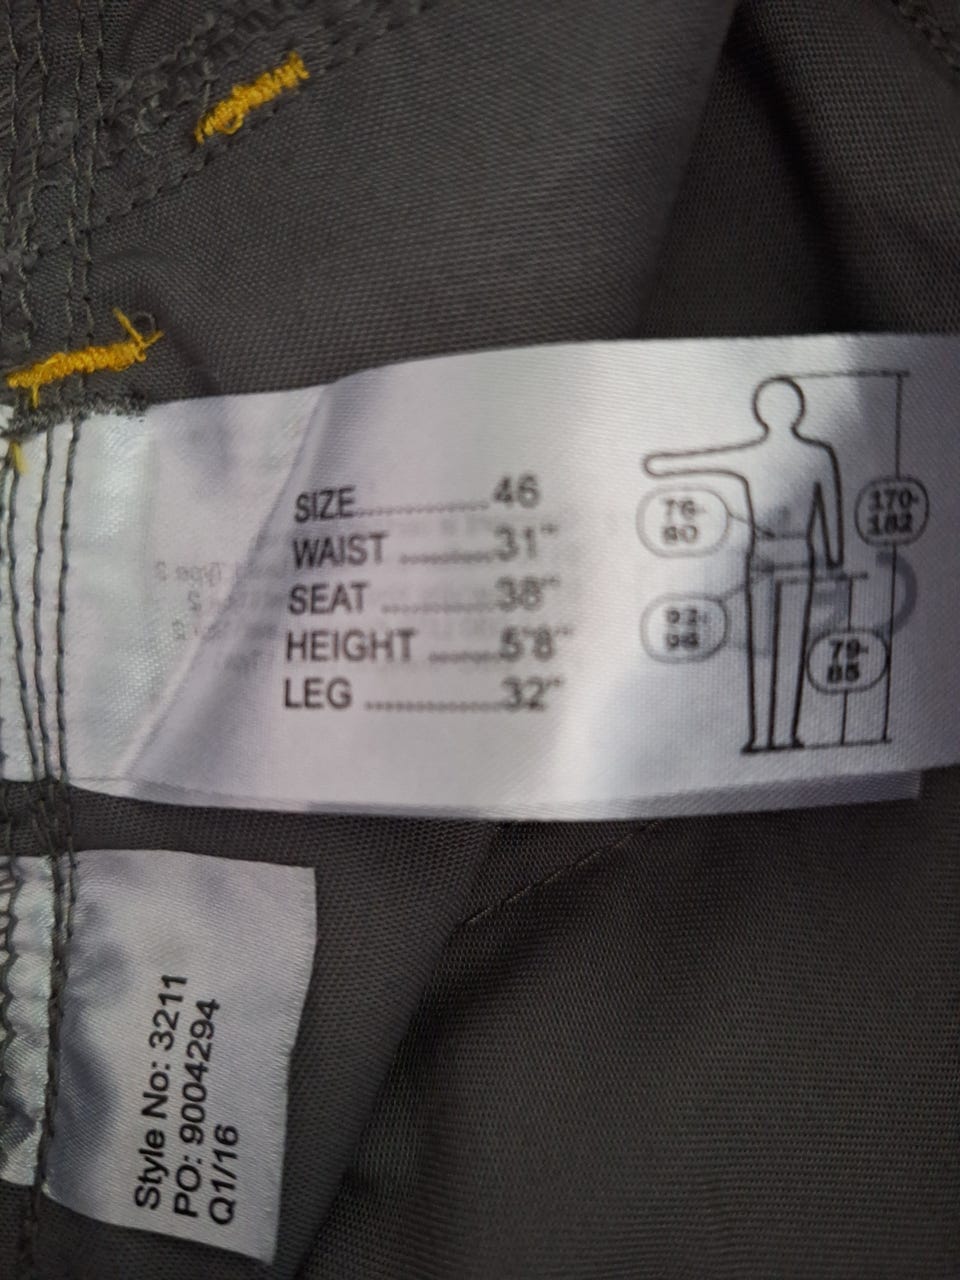 SIZE..............46
WAIST ..........31"
SEAT ............38"
HEIGHT .......5'8"
LEG ................32"
76-
80
92-
96
170-
182
79-
85
Style No: 3211
PO: 9004294
Q1/16